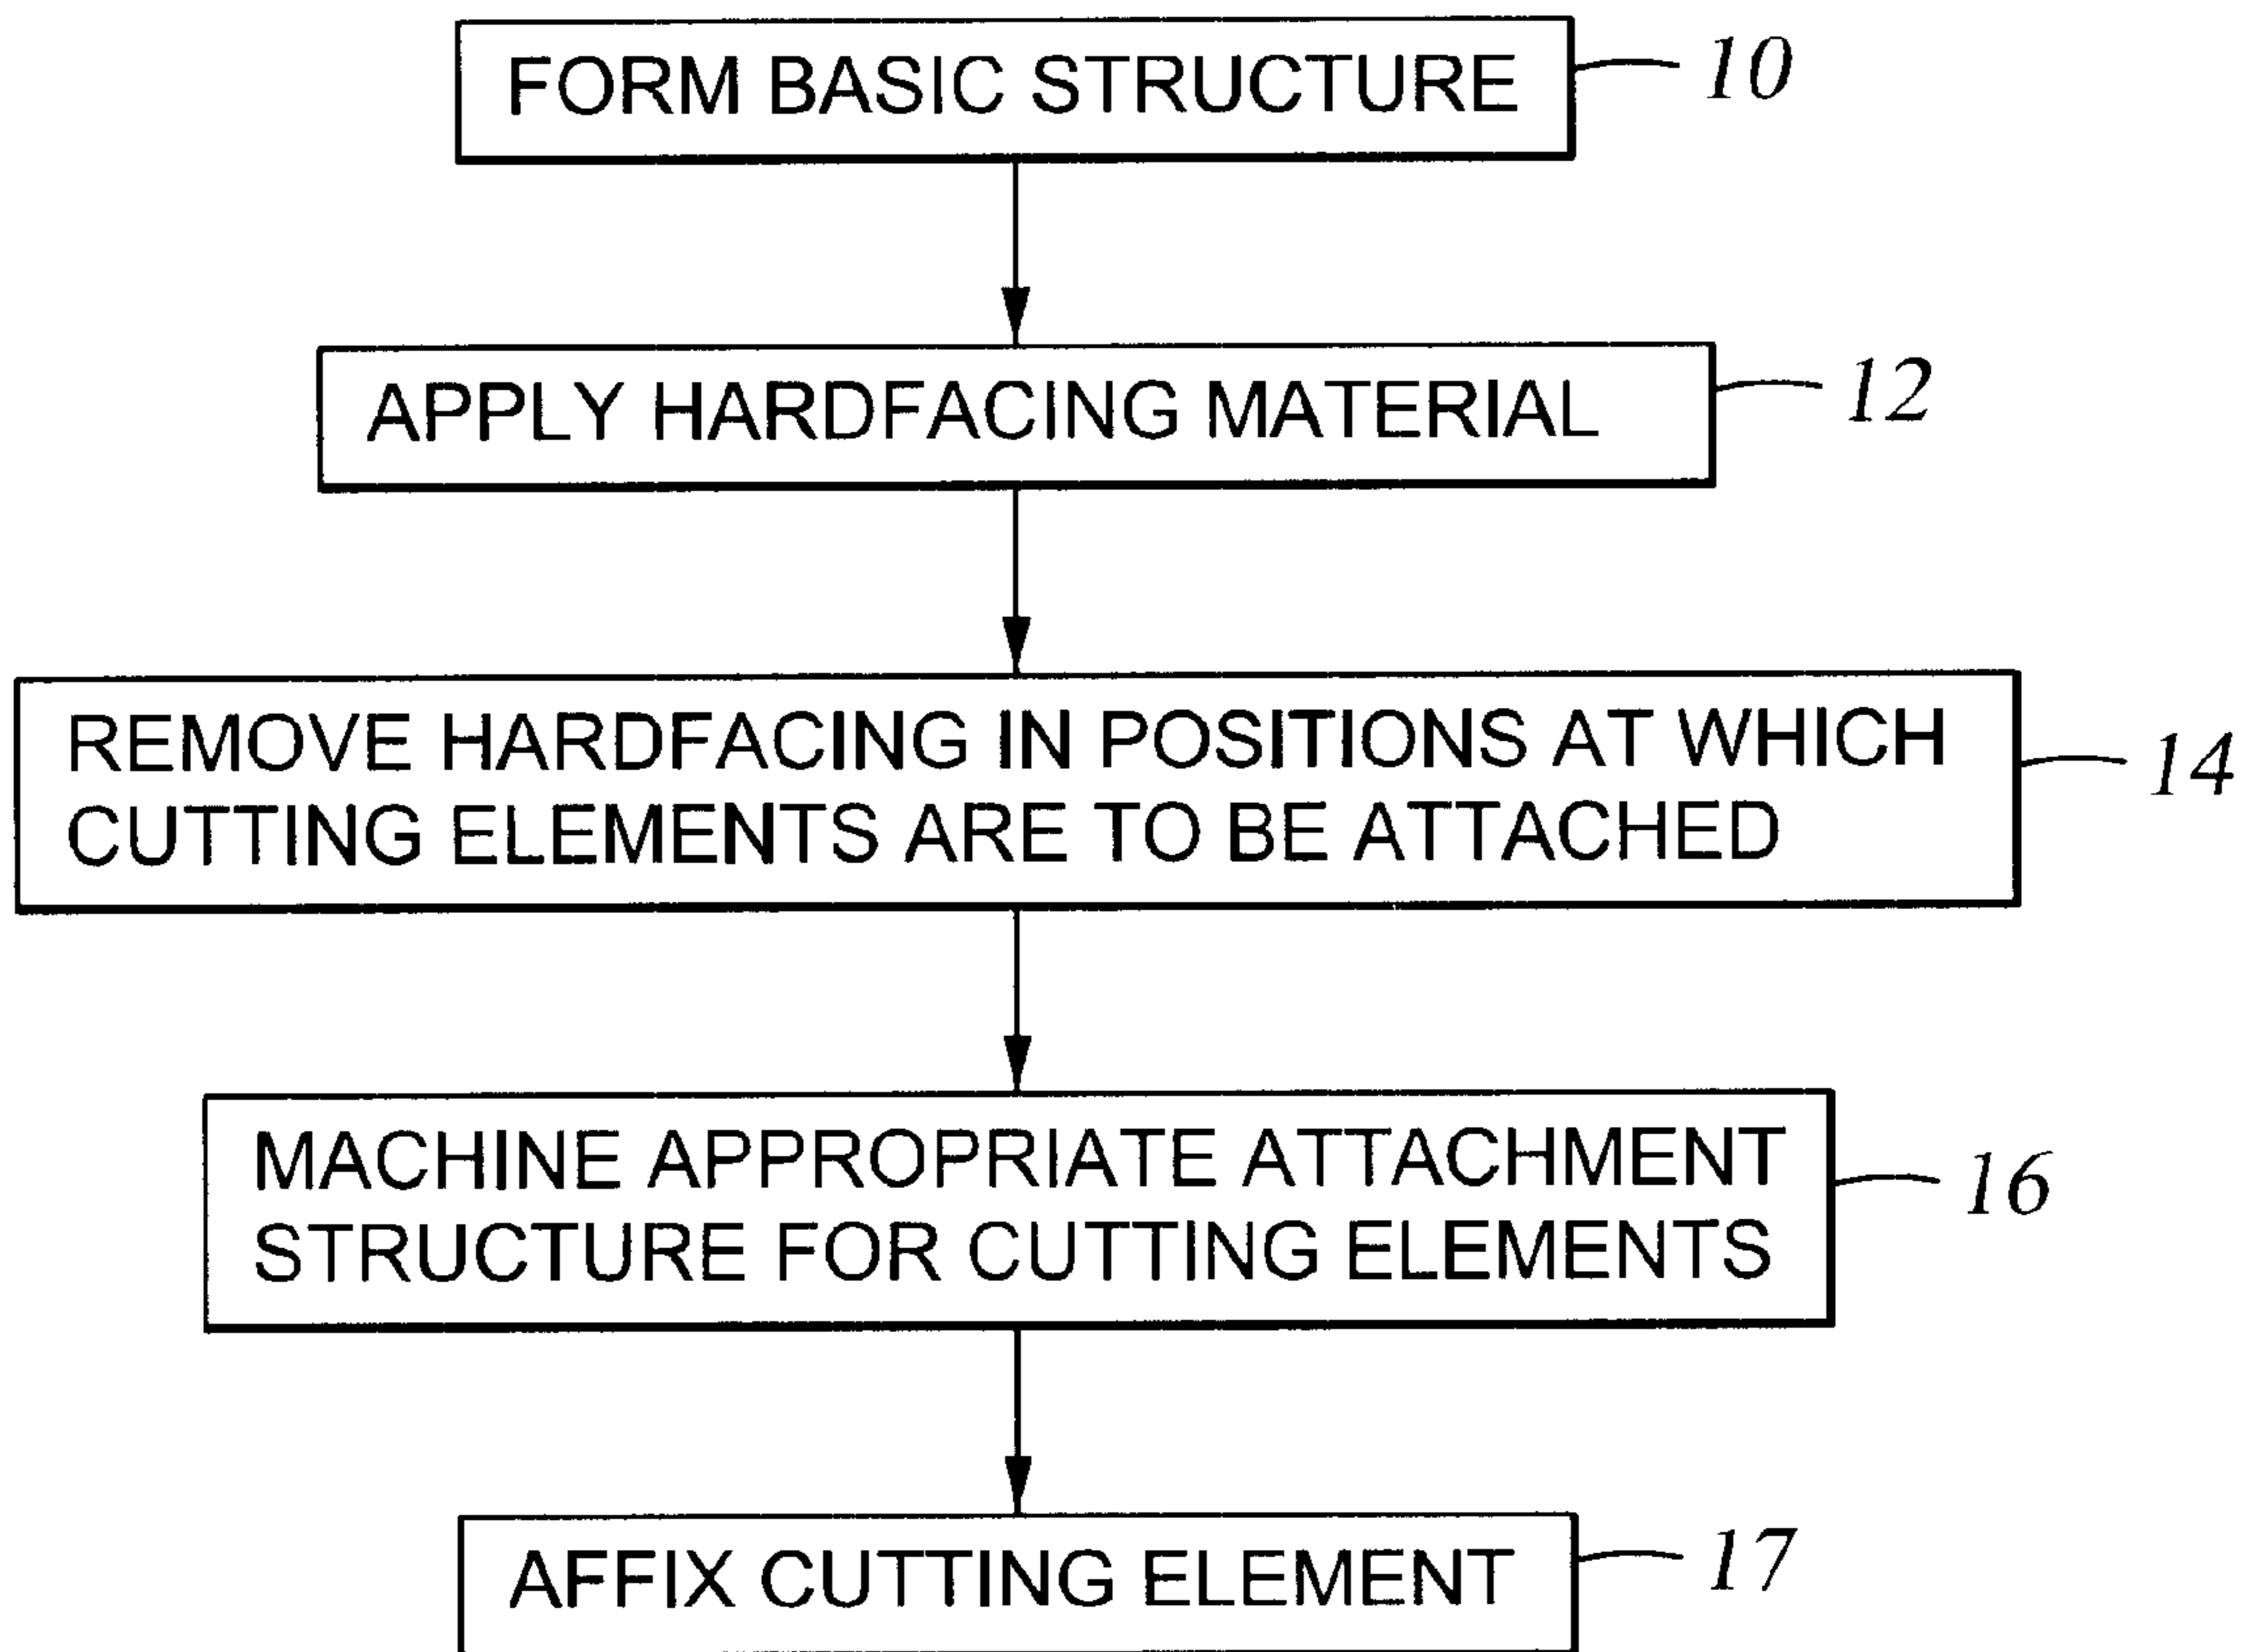 FORM BASIC STRUCTURE
10
APPLY HARDFACING MATERIAL
12
REMOVE HARDFACING IN POSITIONS AT WHICH
CUTTING ELEMENTS ARE TO BE ATTACHED
14
MACHINE APPROPRIATE ATTACHMENT
STRUCTURE FOR CUTTING ELEMENTS
16
AFFIX CUTTING ELEMENT
17